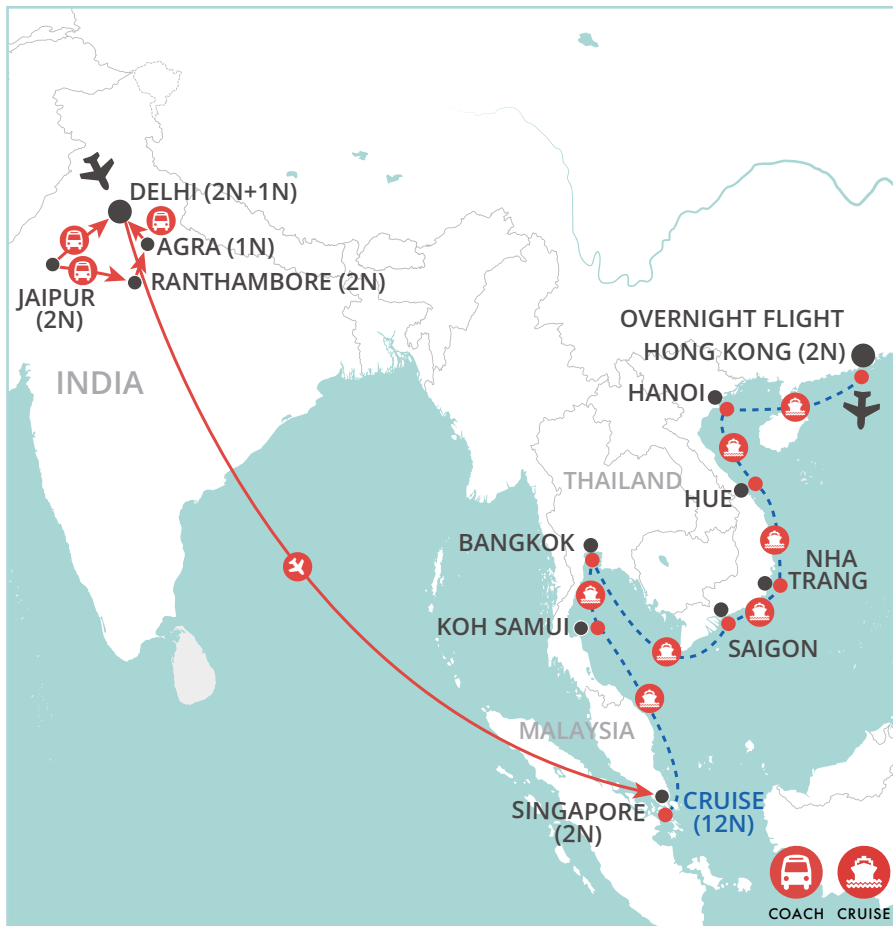 DELHI (2N+1N)
AGRA (1N)
RANTHAMBORE (2N)
JAIPUR
(2N)
INDIA
OVERNIGHT FLIGHT
HONG KONG (2N)
HANOI
THAILAND
HUE
BANGKOK
NHA
TRANG
KOH SAMUI
SAIGON
MALAYSIA
SINGAPORE
(2N)
CRUISE
(12N)
COACH
CRUISE